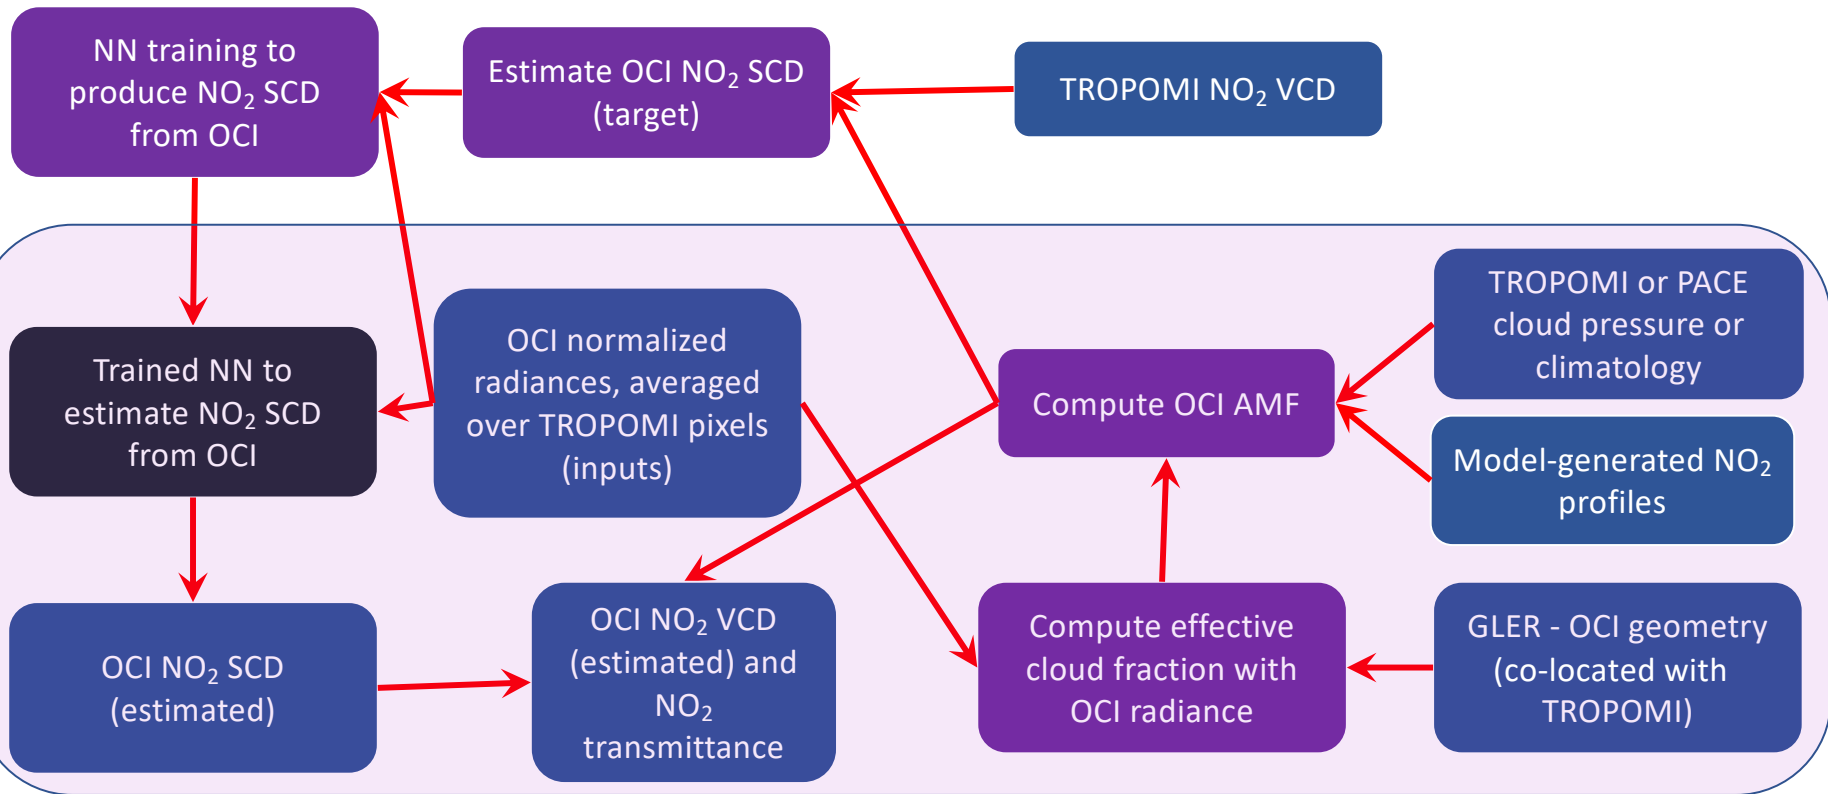 NN training to
produce NO₂ SCD
from OCI
Estimate OCI NO₂ SCD
(target)
TROPOMI NO₂ VCD
Trained NN to
estimate NO₂ SCD
from OCI
OCI normalized
radiances, averaged
over TROPOMI pixels
(inputs)
Compute OCI AMF
TROPOMI or PACE
cloud pressure or
climatology
Model-generated NO₂
profiles
OCI NO₂ SCD
(estimated)
OCI NO₂ VCD
(estimated) and
NO₂
transmittance
Compute effective
cloud fraction with
OCI radiance
GLER - OCI geometry
(co-located with
TROPOMI)